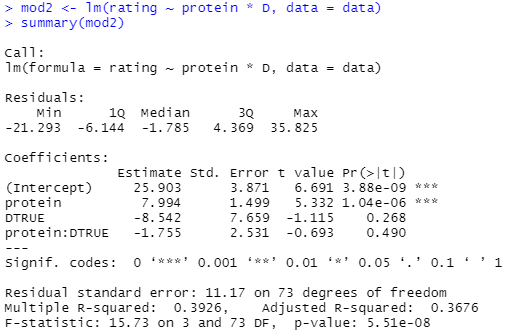 > mod2 <- lm(rating ~ protein * D, data = data)
> summary(mod2)
Call:
lm(formula = rating ~ protein * D, data = data)
Residuals:
    Min      1Q  Median      3Q     Max
-21.293  -6.144  -1.785   4.369  35.825
Coefficients:
              Estimate Std. Error t value Pr(>|t|)
(Intercept)     25.903      3.871   6.691 3.88e-09 ***
protein          7.994      1.499   5.332 1.04e-06 ***
DTRUE           -8.542      7.659  -1.115    0.268
protein:DTRUE   -1.755      2.531  -0.693    0.490
---
Signif. codes:  0 ‘***’ 0.001 ‘**’ 0.01 ‘*’ 0.05 ‘.’ 0.1 ‘ ’ 1
Residual standard error: 11.17 on 73 degrees of freedom
Multiple R-squared:  0.3926,    Adjusted R-squared:  0.3676
F-statistic: 15.73 on 3 and 73 DF,  p-value: 5.51e-08